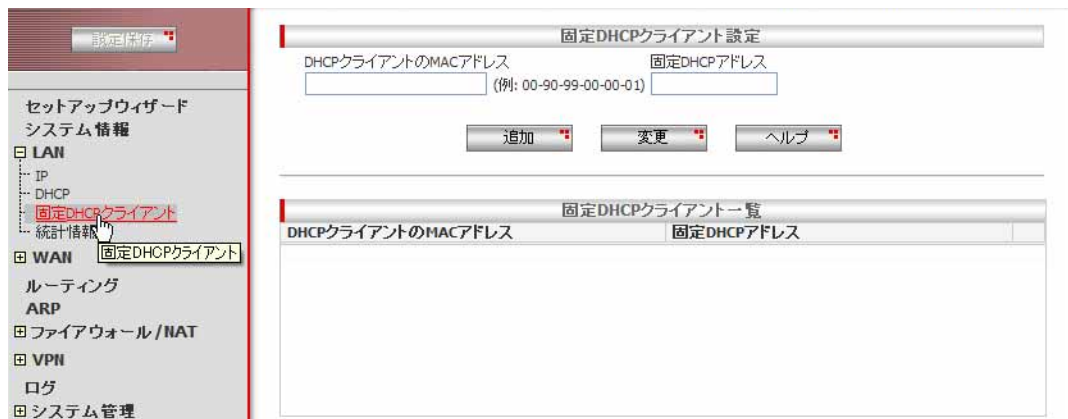 設定保存
セットアップウィザード
システム情報
LAN
IP
DHCP
固定DHCPクライアント
統計情報
固定DHCPクライアント
WAN
ルーティング
ARP
ファイアウォール/NAT
VPN
ログ
システム管理
固定DHCPクライアント設定
DHCPクライアントのMACアドレス 固定DHCPアドレス
(例: 00-90-99-00-00-01)
追加 変更 ヘルプ
固定DHCPクライアント一覧
DHCPクライアントのMACアドレス 固定DHCPアドレス